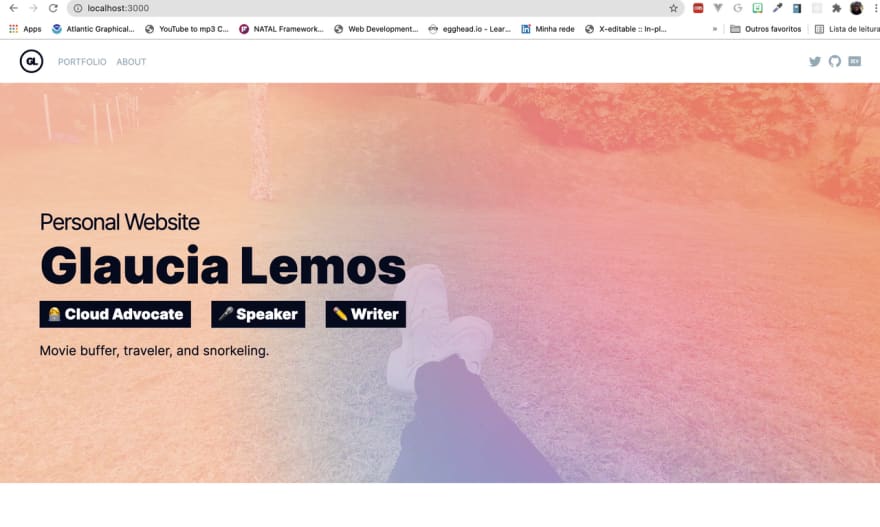 localhost:3000
Apps Atlantic Graphical... YouTube to mp3 C... NATAL Framework... Web Development... egghead.io - Lear... Minha rede X-editable :: In-pl... » Outros favoritos Lista de leitura
GL PORTFOLIO ABOUT
Personal Website
Glaucia Lemos
Cloud Advocate Speaker Writer
Movie buffer, traveler, and snorkeling.